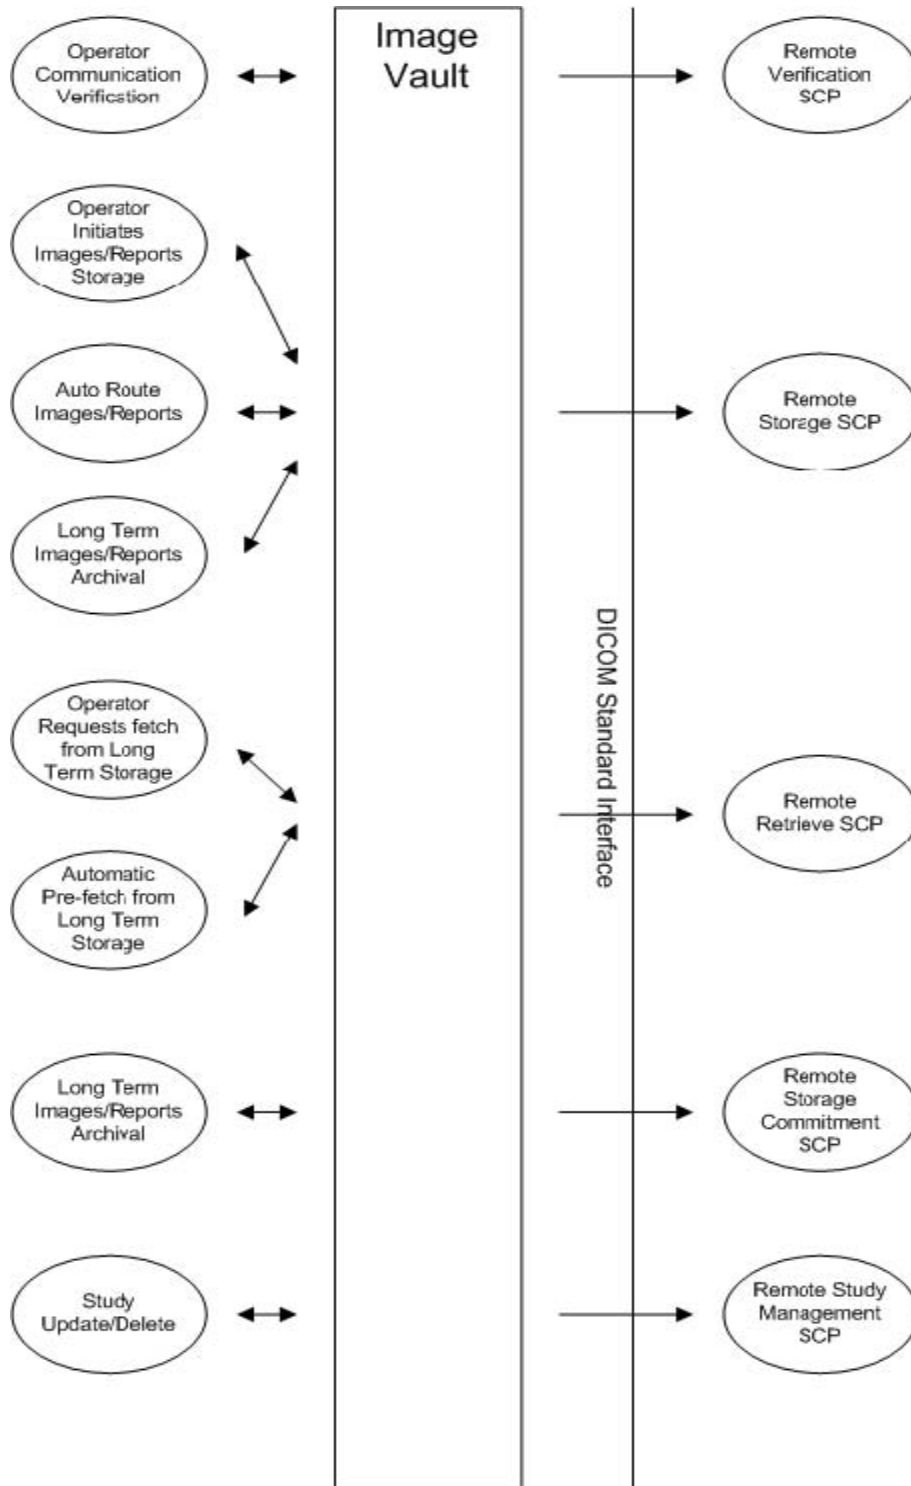 Image
Vault
Operator
Communication
Verification
Remote
Verification
SCP
Operator
Initiates
Images/Reports
Storage
Auto Route
Images/Reports
Remote
Storage SCP
Long Term
Images/Reports
Archival
DICOM Standard Interface
Operator
Requests fetch
from Long
Term Storage
Remote
Retrieve SCP
Automatic
Pre-fetch from
Long Term
Storage
Long Term
Images/Reports
Archival
Remote
Storage
Commitment
SCP
Study
Update/Delete
Remote Study
Management
SCP